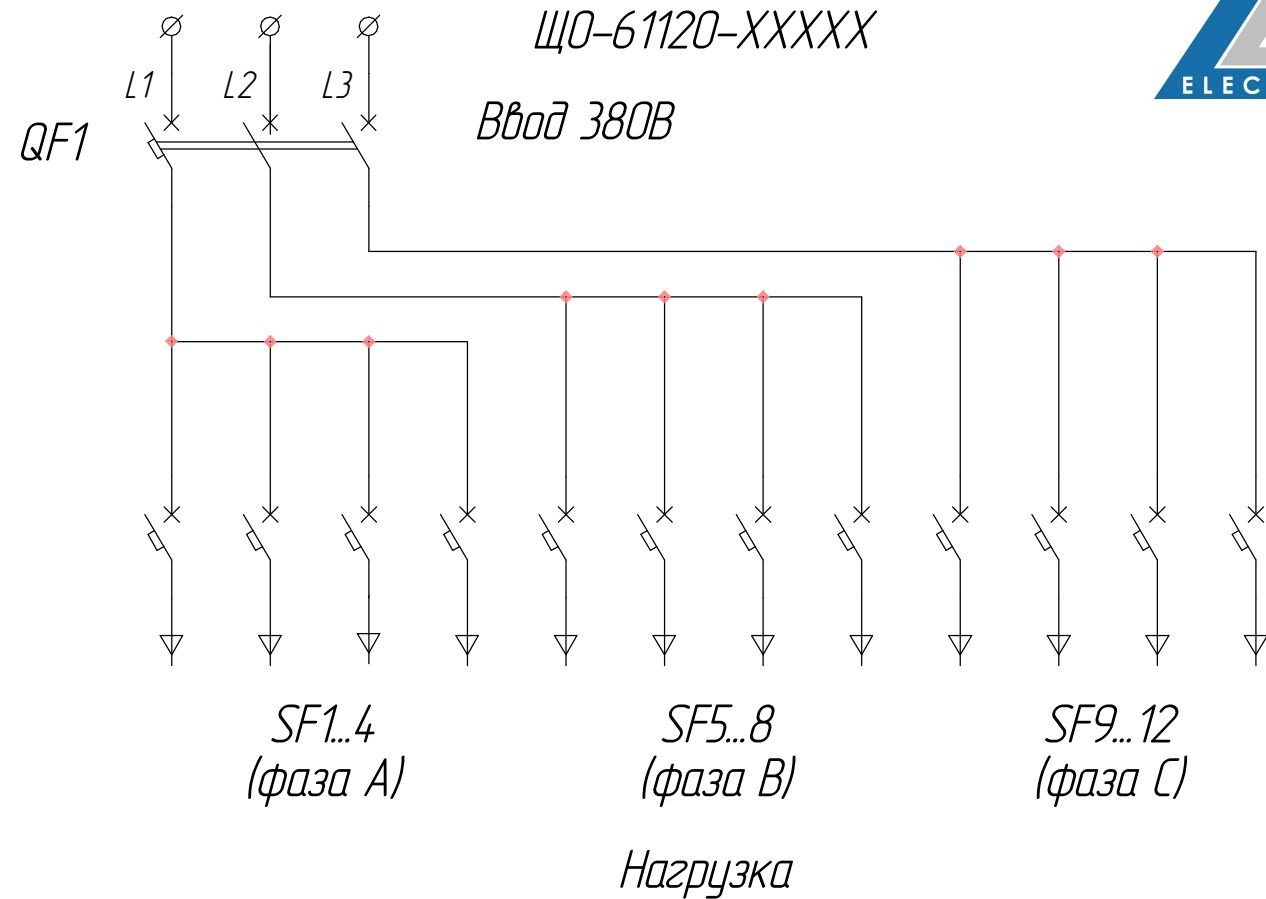 ЩО-61120-XXXXX
ELEC
L1 L2 L3
Ввод 380В
QF1
SF1...4 SF5...8 SF9...12
(фаза А) (фаза В) (фаза С)
Нагрузка